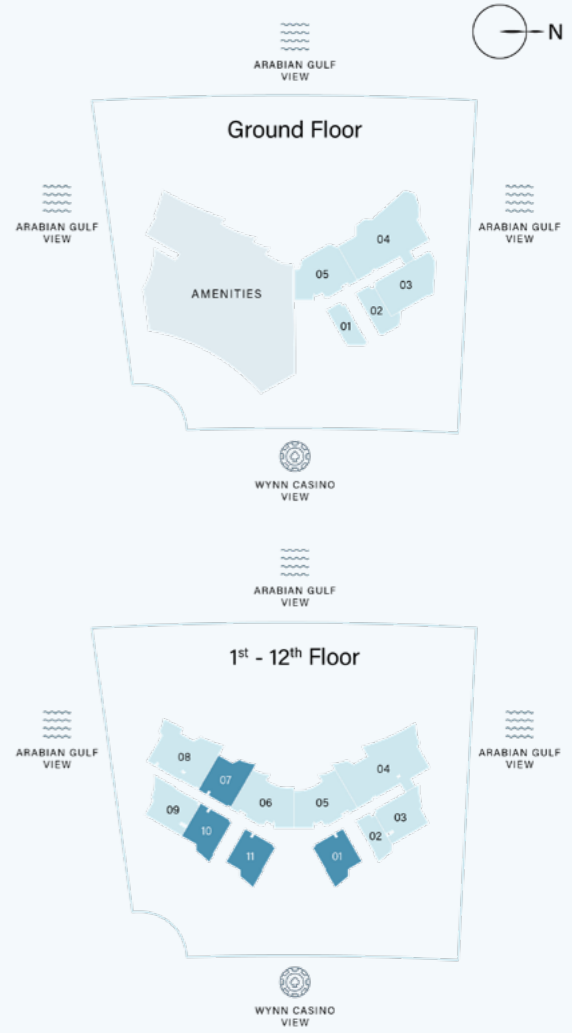 N
ARABIAN GULF
VIEW
Ground Floor
ARABIAN GULF
VIEW
ARABIAN GULF
VIEW
04
05
03
AMENITIES
02
01
WYNN CASINO
VIEW
ARABIAN GULF
VIEW
1st - 12th Floor
ARABIAN GULF
VIEW
ARABIAN GULF
VIEW
08
04
07
06
05
09
03
10
02
11
01
WYNN CASINO
VIEW